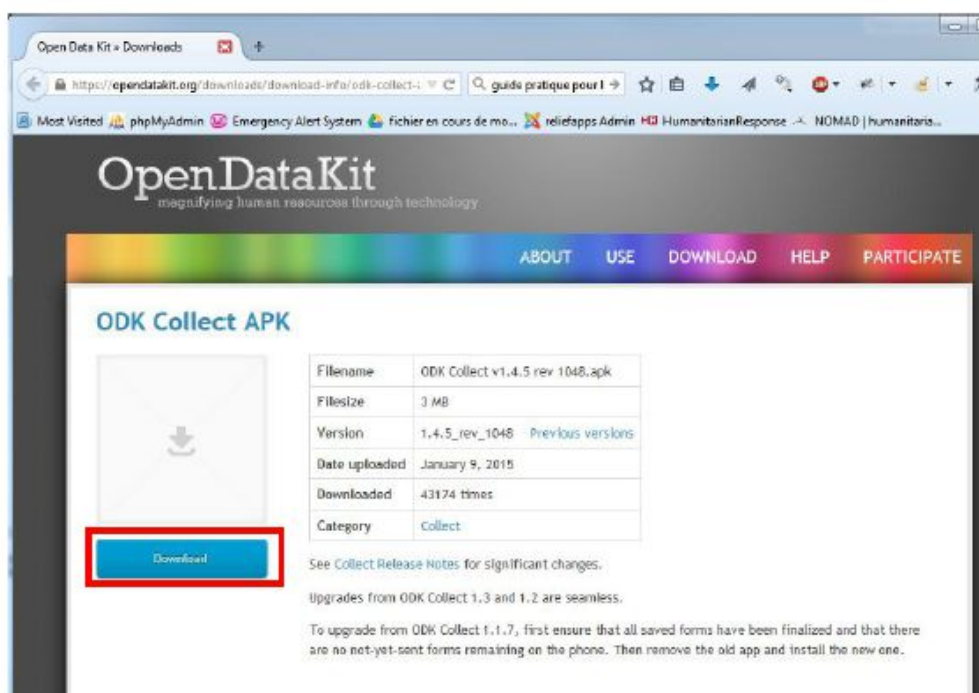 Open Data Kit » Downloads
https://opendatakit.org/downloads/download-info/odk-collect-
guide pratique pour l
Most Visited phpMyAdmin Emergency Alert System fichier en cours de mo... reliefapps Admin HumanitarianResponse NOMAD | humanitaria...
OpenDataKit
magnifying human resources through technology
ABOUT USE DOWNLOAD HELP PARTICIPATE
ODK Collect APK
Filename ODK Collect v1.4.5 rev 1048.apk
Filesize 3 MB
Version 1.4.5_rev_1048 Previous versions
Date uploaded January 9, 2015
Downloaded 43174 times
Category Collect
Download
See Collect Release Notes for significant changes.
Upgrades from ODK Collect 1.3 and 1.2 are seamless.
To upgrade from ODK Collect 1.1.7, first ensure that all saved forms have been finalized and that there
are no not-yet-sent forms remaining on the phone. Then remove the old app and install the new one.